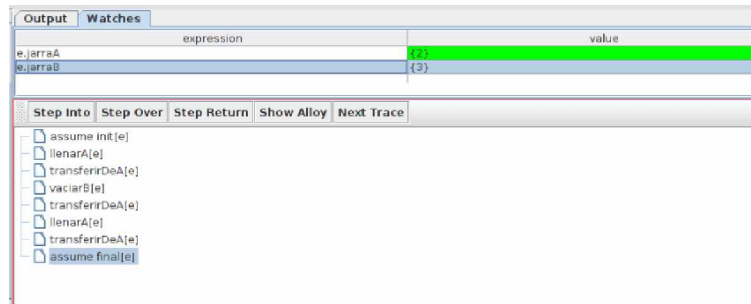 Output Watches
expression value
e.jarraA {2}
e.jarraB {3}
Step Into Step Over Step Return Show Alloy Next Trace
assume init[e]
llenarA[e]
transferirDeA[e]
vaciarB[e]
transferirDeA[e]
llenarA[e]
transferirDeA[e]
assume final[e]